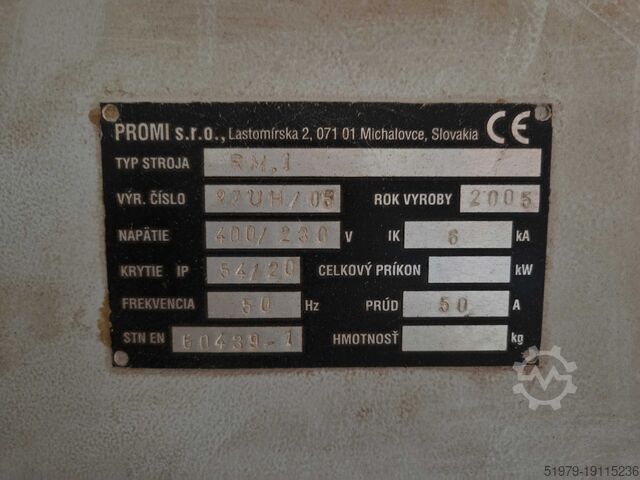 PROMI s.r.o., Lastomírska 2, 071 01 Michalovce, Slovakia CE
TYP STROJA RM.1
VÝR. ČÍSLO /05 ROK VYROBY 2005
NAPÄTIE 400/230 V IK 6 kA
KRYTIE IP 54/20 CELKOVÝ PRÍKON kW
FREKVENCIA 50 Hz PRÚD 50 A
STN EN 60439-1 HMOTNOSŤ kg
51979-19115236